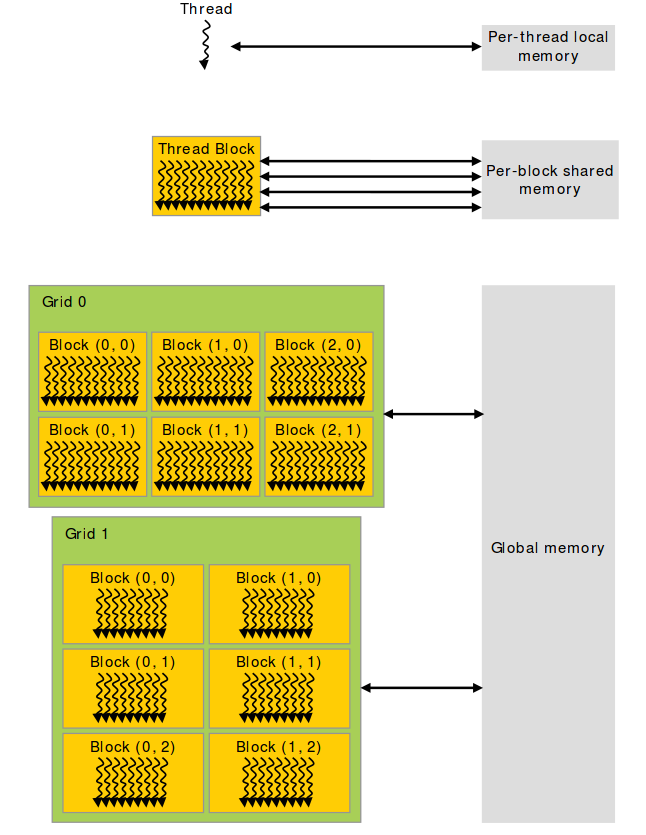 Thread
Per-thread local
memory
Thread Block
Per-block shared
memory
Grid 0
Block (0, 0)
Block (1, 0)
Block (2, 0)
Block (0, 1)
Block (1, 1)
Block (2, 1)
Grid 1
Block (0, 0)
Block (1, 0)
Block (0, 1)
Block (1, 1)
Block (0, 2)
Block (1, 2)
Global memory